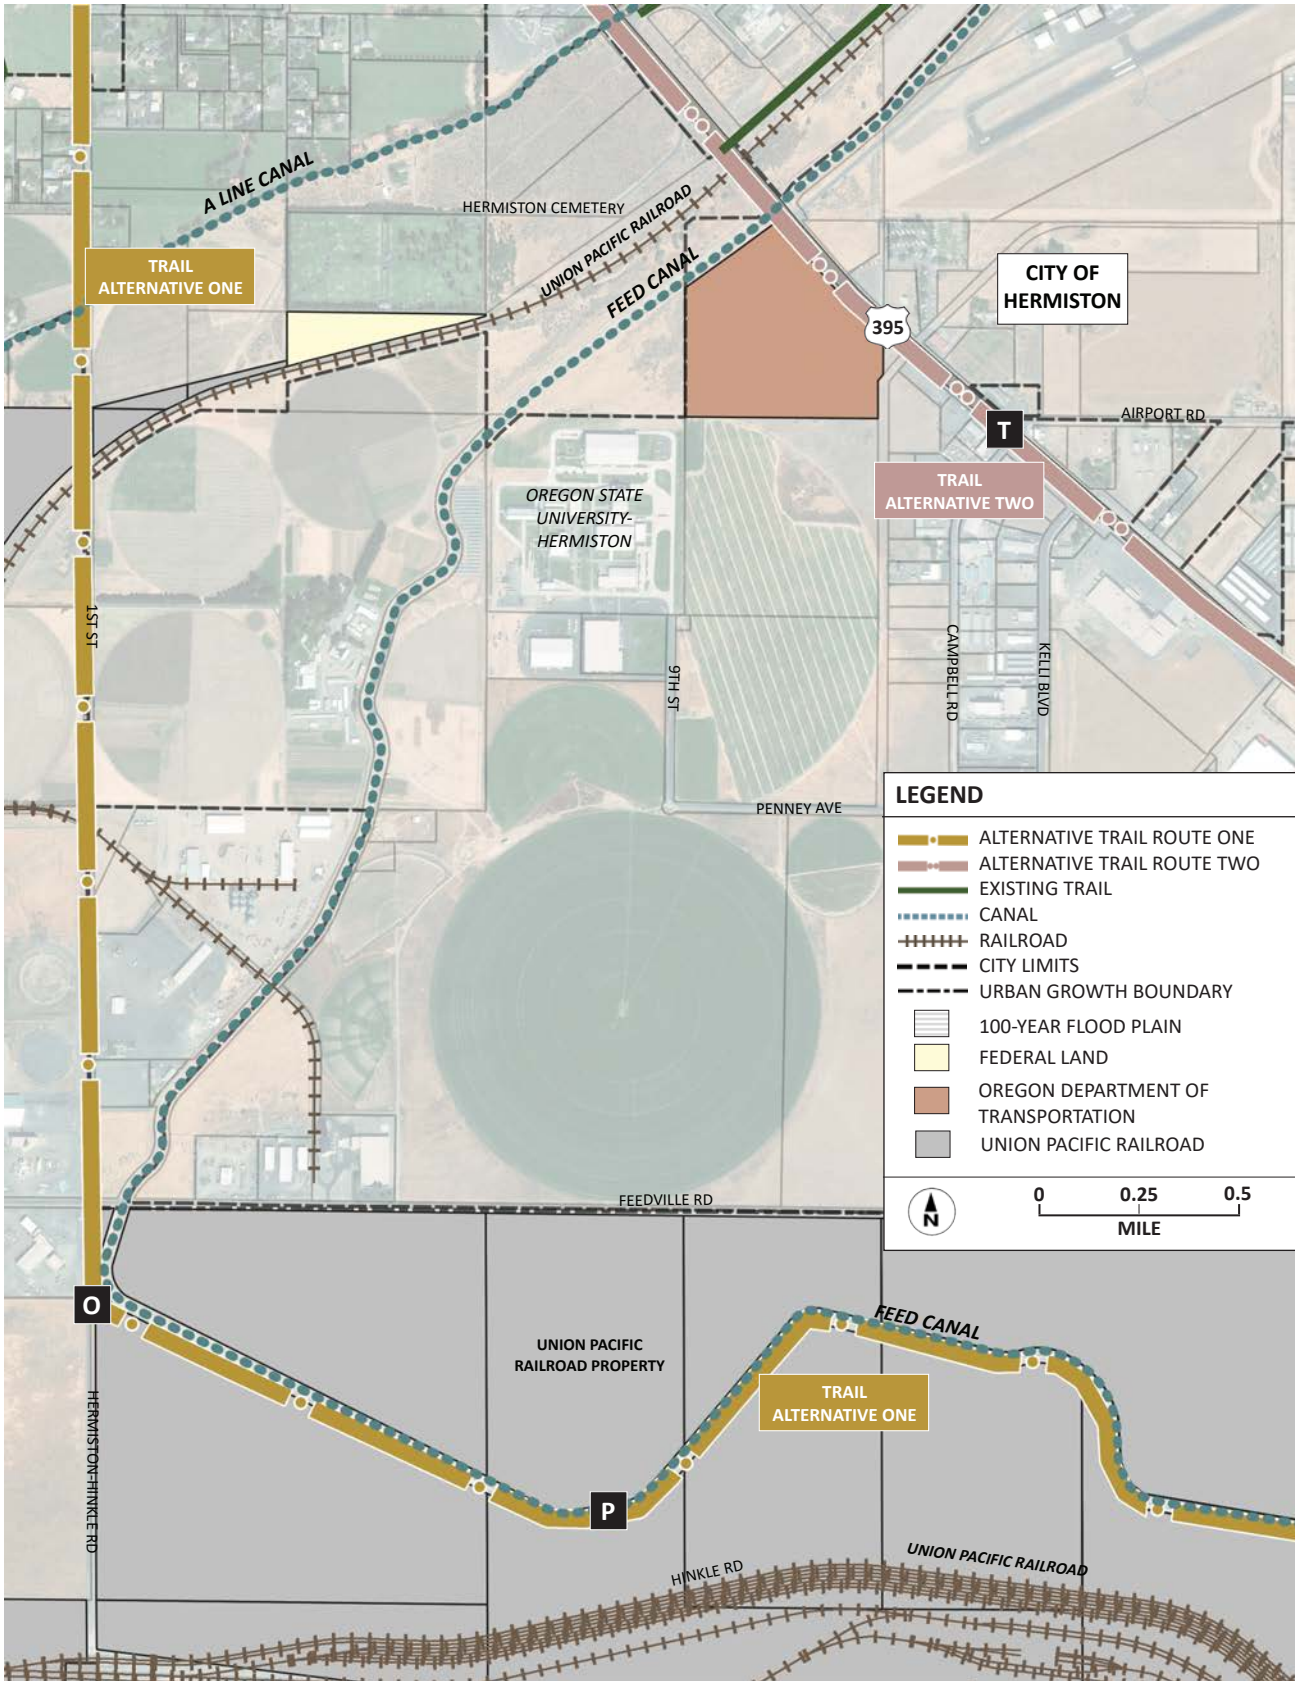 A LINE CANAL
HERMISTON CEMETERY
UNION PACIFIC RAILROAD
FEED CANAL
TRAIL
ALTERNATIVE ONE
CITY OF
HERMISTON
395
AIRPORT RD
T
TRAIL
ALTERNATIVE TWO
OREGON STATE
UNIVERSITY-
HERMISTON
1ST ST
9TH ST
CAMPBELL RD
KELLI BLVD
PENNEY AVE
LEGEND
ALTERNATIVE TRAIL ROUTE ONE
ALTERNATIVE TRAIL ROUTE TWO
EXISTING TRAIL
CANAL
RAILROAD
CITY LIMITS
URBAN GROWTH BOUNDARY
100-YEAR FLOOD PLAIN
FEDERAL LAND
OREGON DEPARTMENT OF
TRANSPORTATION
UNION PACIFIC RAILROAD
N
0 0.25 0.5
MILE
FEEDVILLE RD
O
FEED CANAL
UNION PACIFIC
RAILROAD PROPERTY
TRAIL
ALTERNATIVE ONE
HERMISTON-HINKLE RD
P
HINKLE RD
UNION PACIFIC RAILROAD